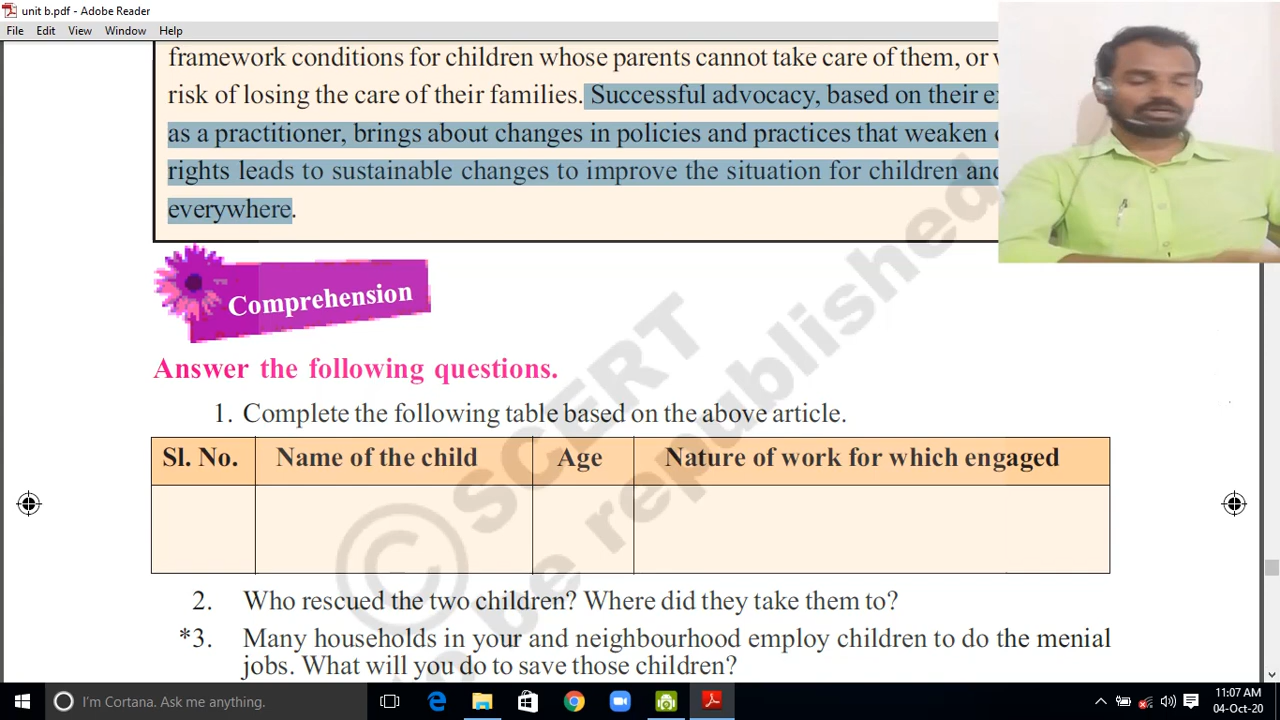 unit b.pdf - Adobe Reader
File Edit View Window Help
framework conditions for children whose parents cannot take care of them, or
risk of losing the care of their families. Successful advocacy, based on their
as a practitioner, brings about changes in policies and practices that weaken
rights leads to sustainable changes to improve the situation for children
everywhere.
Comprehension
Answer the following questions.
1. Complete the following table based on the above article.
Sl. No. Name of the child Age Nature of work for which engaged
2. Who rescued the two children? Where did they take them to?
*3. Many households in your and neighbourhood employ children to do the menial
jobs. What will you do to save those children?
© SCERT
be republished
I'm Cortana. Ask me anything.
11:07 AM
04-Oct-20